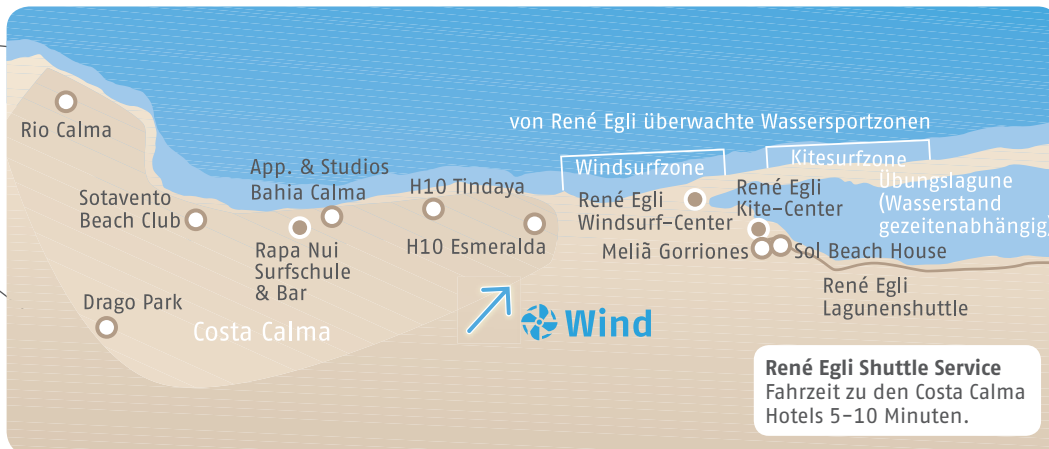 von René Egli überwachte Wassersportzonen
Windsurfzone
Kitesurfzone
Rio Calma
App. & Studios
Bahia Calma
H10 Tindaya
Sotavento
Beach Club
René Egli
Windsurf-Center
René Egli
Kite-Center
Übungslagune
(Wasserstand
gezeitenabhängig)
Rapa Nui
Surfschule
& Bar
H10 Esmeralda
Meliã Gorriones
Sol Beach House
Drago Park
Costa Calma
Wind
René Egli
Lagunenshuttle
René Egli Shuttle Service
Fahrzeit zu den Costa Calma
Hotels 5-10 Minuten.